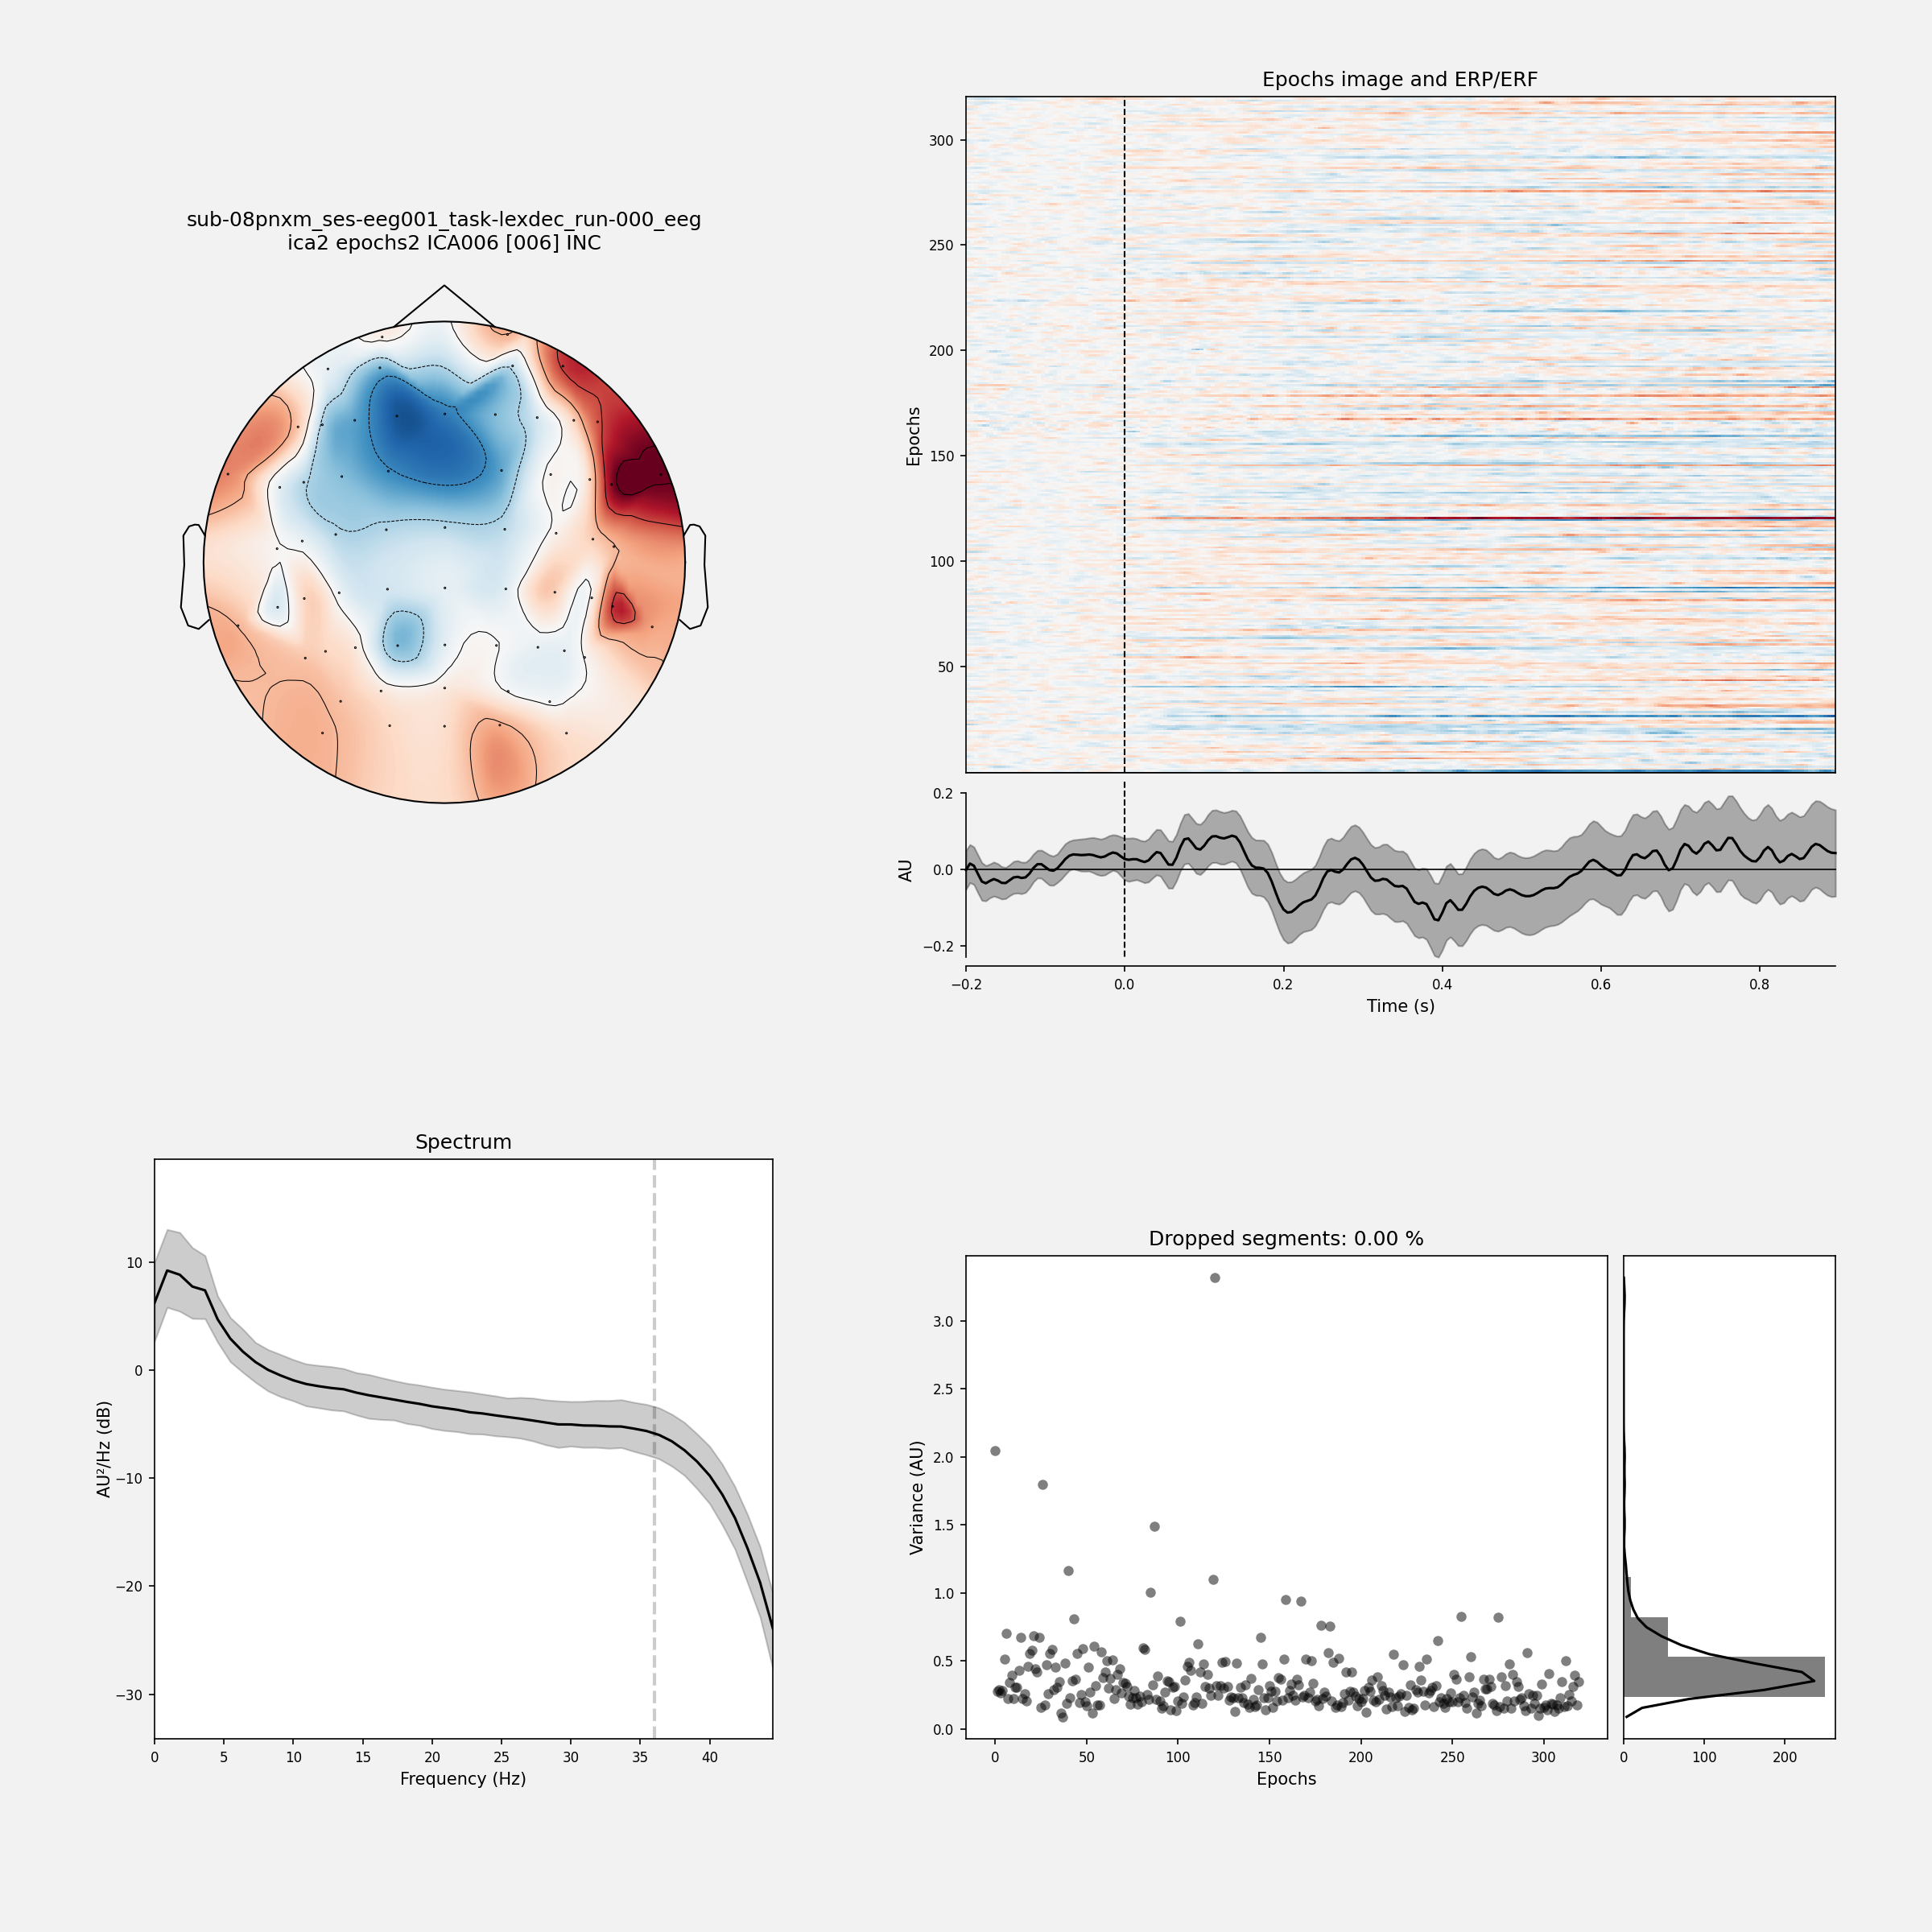 sub-08pnxm_ses-eeg001_task-lexdec_run-000_eeg
ica2 epochs2 ICA006 [006] INC
Epochs image and ERP/ERF
Epochs
300
250
200
150
100
50
AU
0.2
0.0
−0.2
−0.2 0.0 0.2 0.4 0.6 0.8
Time (s)
Spectrum
AU²/Hz (dB)
10
0
−10
−20
−30
0 5 10 15 20 25 30 35 40
Frequency (Hz)
Dropped segments: 0.00 %
Variance (AU)
3.0
2.5
2.0
1.5
1.0
0.5
0.0
0 50 100 150 200 250 300
Epochs
0 100 200